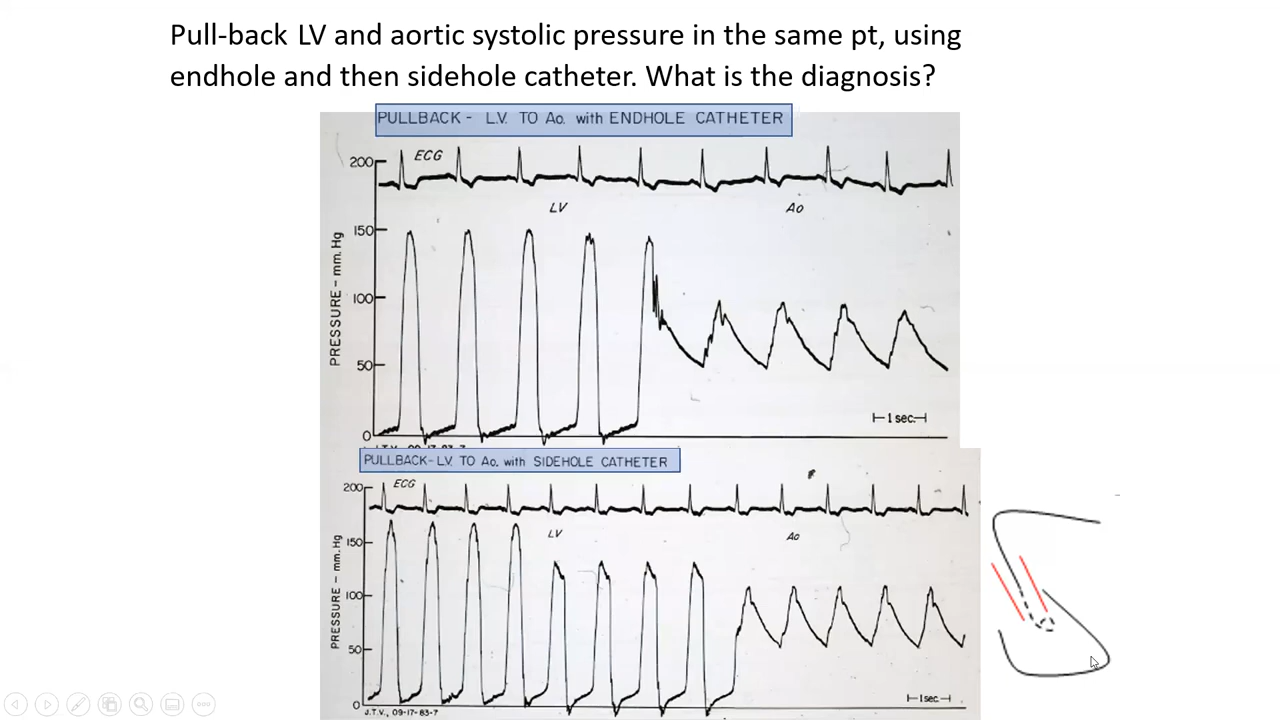 Pull-back LV and aortic systolic pressure in the same pt, using
endhole and then sidehole catheter. What is the diagnosis?
PULLBACK - L.V. TO Ao. with ENDHOLE CATHETER
ECG
200
LV
Ao
150
PRESSURE - mm. Hg
100
50
1 sec.
0
PULLBACK-L.V. TO Ao. with SIDEHOLE CATHETER
ECG
200
LV
Ao
150
PRESSURE - mm. Hg
100
50
1 sec.
0
J.T.V., 09-17-83-7